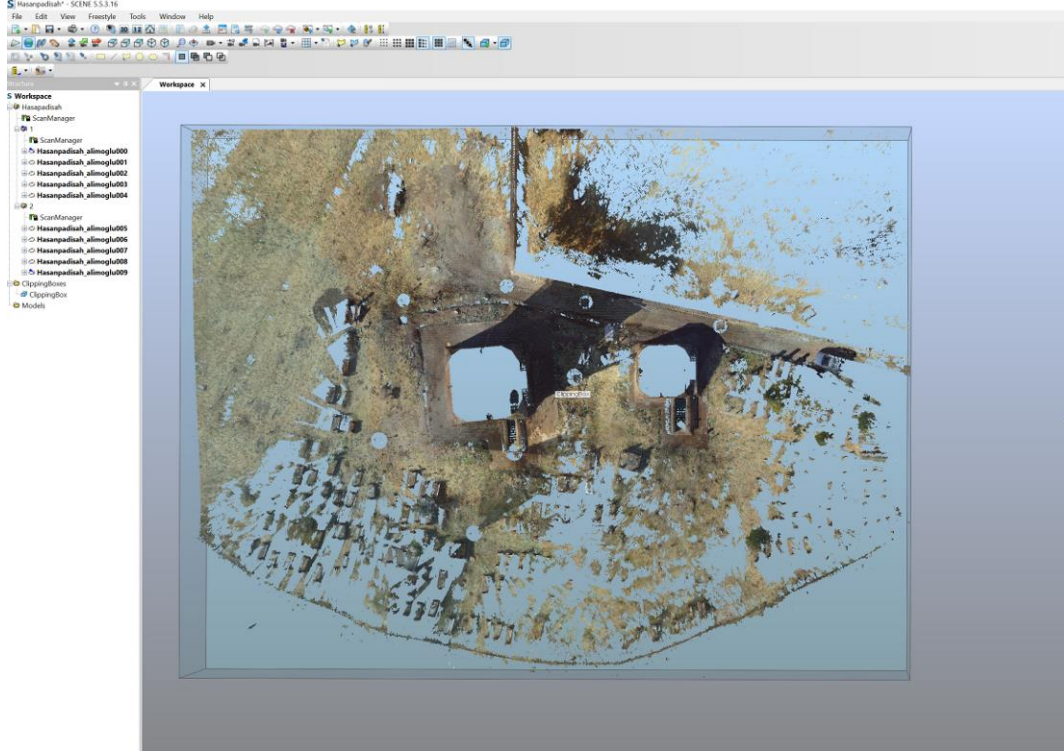 Hasanpadisah* - SCENE 5.5.3.16
File Edit View Freestyle Tools Window Help
Structure
Workspace
S Workspace
Hasapadisah
ScanManager
1
ScanManager
Hasanpadisah_alimoglu000
Hasanpadisah_alimoglu001
Hasanpadisah_alimoglu002
Hasanpadisah_alimoglu003
Hasanpadisah_alimoglu004
2
ScanManager
Hasanpadisah_alimoglu005
Hasanpadisah_alimoglu006
Hasanpadisah_alimoglu007
Hasanpadisah_alimoglu008
Hasanpadisah_alimoglu009
ClippingBoxes
ClippingBox
Models
ClippingBox